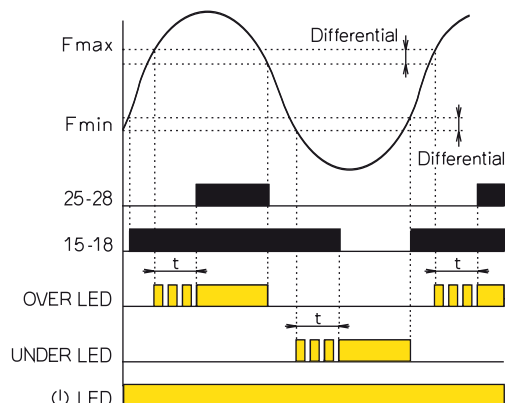 Differential
Fmax
Fmin
Differential
25-28
15-18
t
t
OVER LED
t
UNDER LED
LED